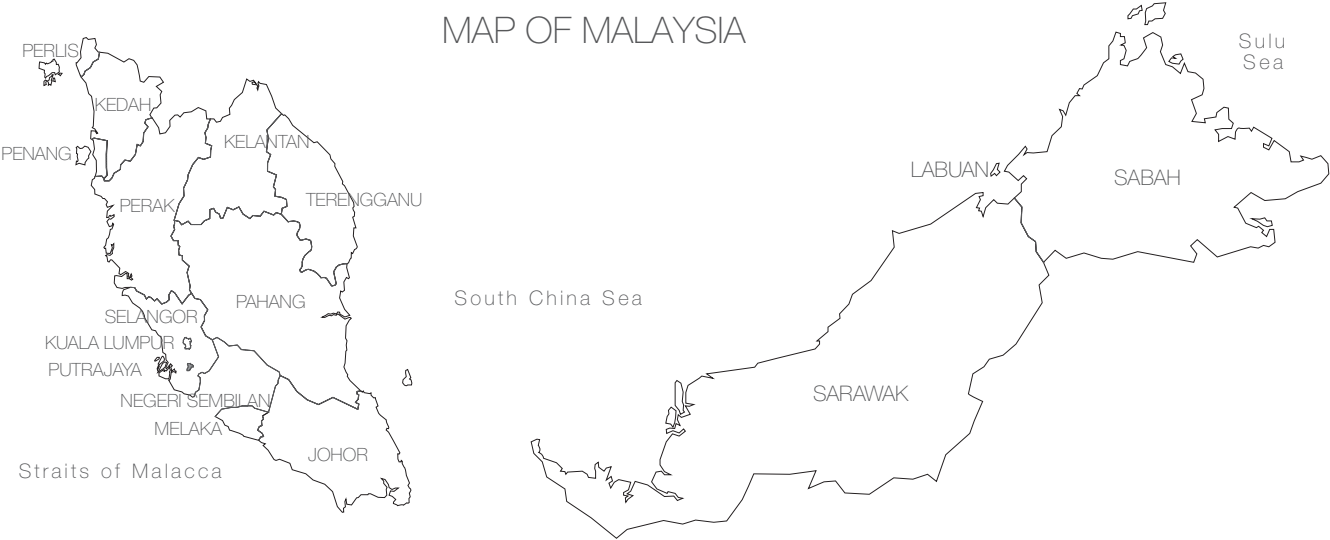 MAP OF MALAYSIA
PERLIS
KEDAH
PENANG
KELANTAN
PERAK
TERENGGANU
PAHANG
SELANGOR
KUALA LUMPUR
PUTRAJAYA
NEGERI SEMBILAN
MELAKA
JOHOR
Straits of Malacca
South China Sea
Sulu
Sea
LABUAN
SABAH
SARAWAK